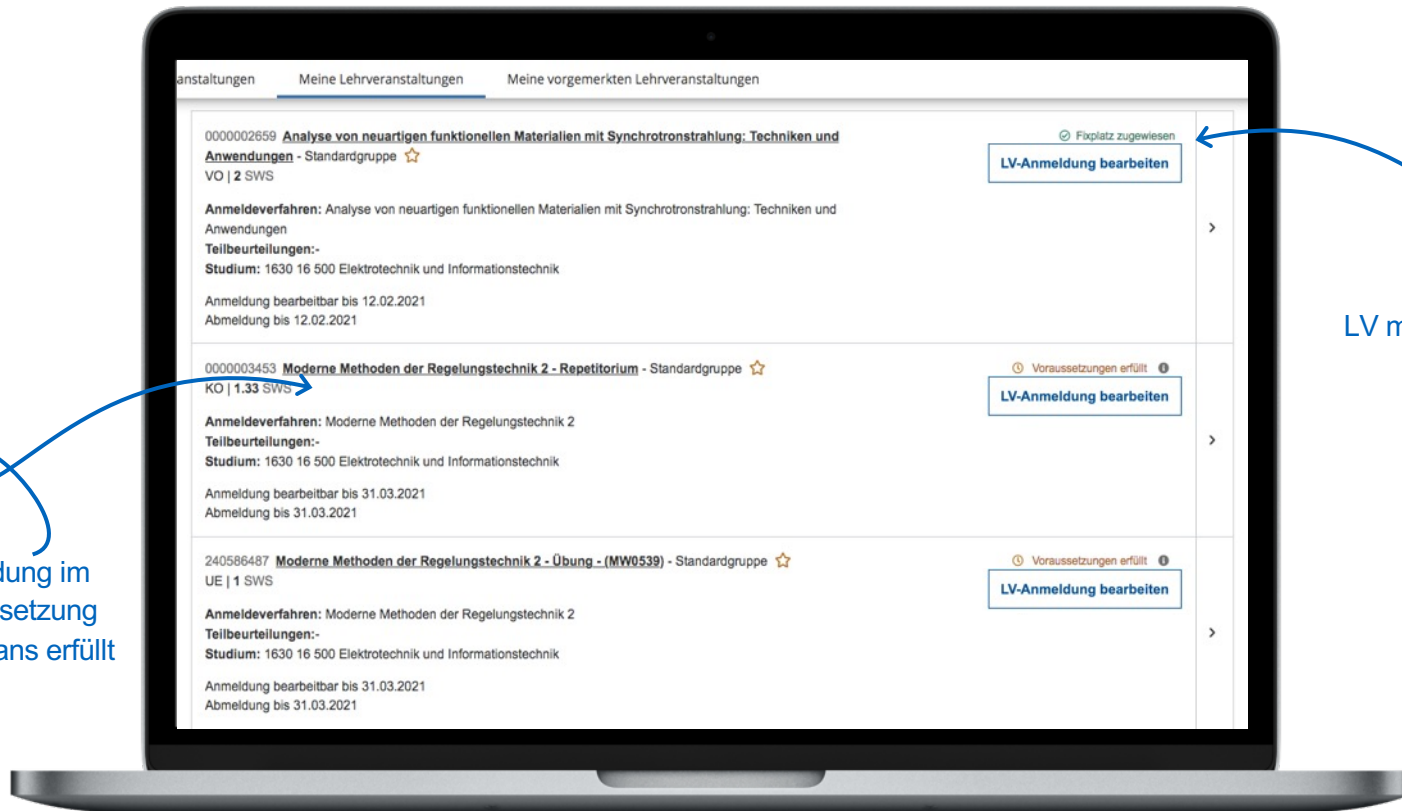 anstaltungen Meine Lehrveranstaltungen Meine vorgemerkten Lehrveranstaltungen
0000002659 Analyse von neuartigen funktionellen Materialien mit Synchrotronstrahlung: Techniken und
Anwendungen - Standardgruppe
VO | 2 SWS
Fixplatz zugewiesen
LV-Anmeldung bearbeiten
Anmeldeverfahren: Analyse von neuartigen funktionellen Materialien mit Synchrotronstrahlung: Techniken und
Anwendungen
Teilbeurteilungen:-
Studium: 1630 16 500 Elektrotechnik und Informationstechnik
Anmeldung bearbeitbar bis 12.02.2021
Abmeldung bis 12.02.2021
LV m
0000003453 Moderne Methoden der Regelungstechnik 2 - Repetitorium - Standardgruppe
KO | 1.33 SWS
Voraussetzungen erfüllt
LV-Anmeldung bearbeiten
Anmeldeverfahren: Moderne Methoden der Regelungstechnik 2
Teilbeurteilungen:-
Studium: 1630 16 500 Elektrotechnik und Informationstechnik
Anmeldung bearbeitbar bis 31.03.2021
Abmeldung bis 31.03.2021
dung im
setzung
ans erfüllt
240586487 Moderne Methoden der Regelungstechnik 2 - Übung - (MW0539) - Standardgruppe
UE | 1 SWS
Voraussetzungen erfüllt
LV-Anmeldung bearbeiten
Anmeldeverfahren: Moderne Methoden der Regelungstechnik 2
Teilbeurteilungen:-
Studium: 1630 16 500 Elektrotechnik und Informationstechnik
Anmeldung bearbeitbar bis 31.03.2021
Abmeldung bis 31.03.2021